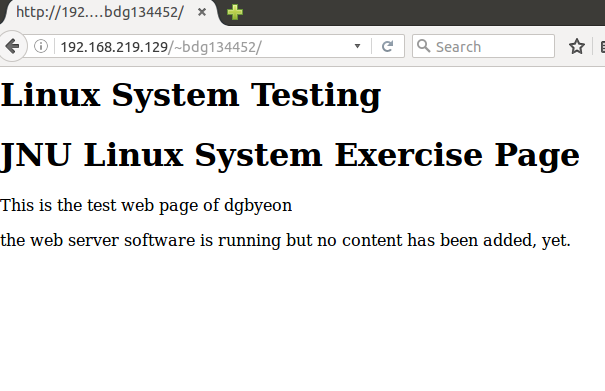 http://192....bdg134452/
192.168.219.129/~bdg134452/
Search
Linux System Testing
JNU Linux System Exercise Page
This is the test web page of dgbyeon
the web server software is running but no content has been added, yet.